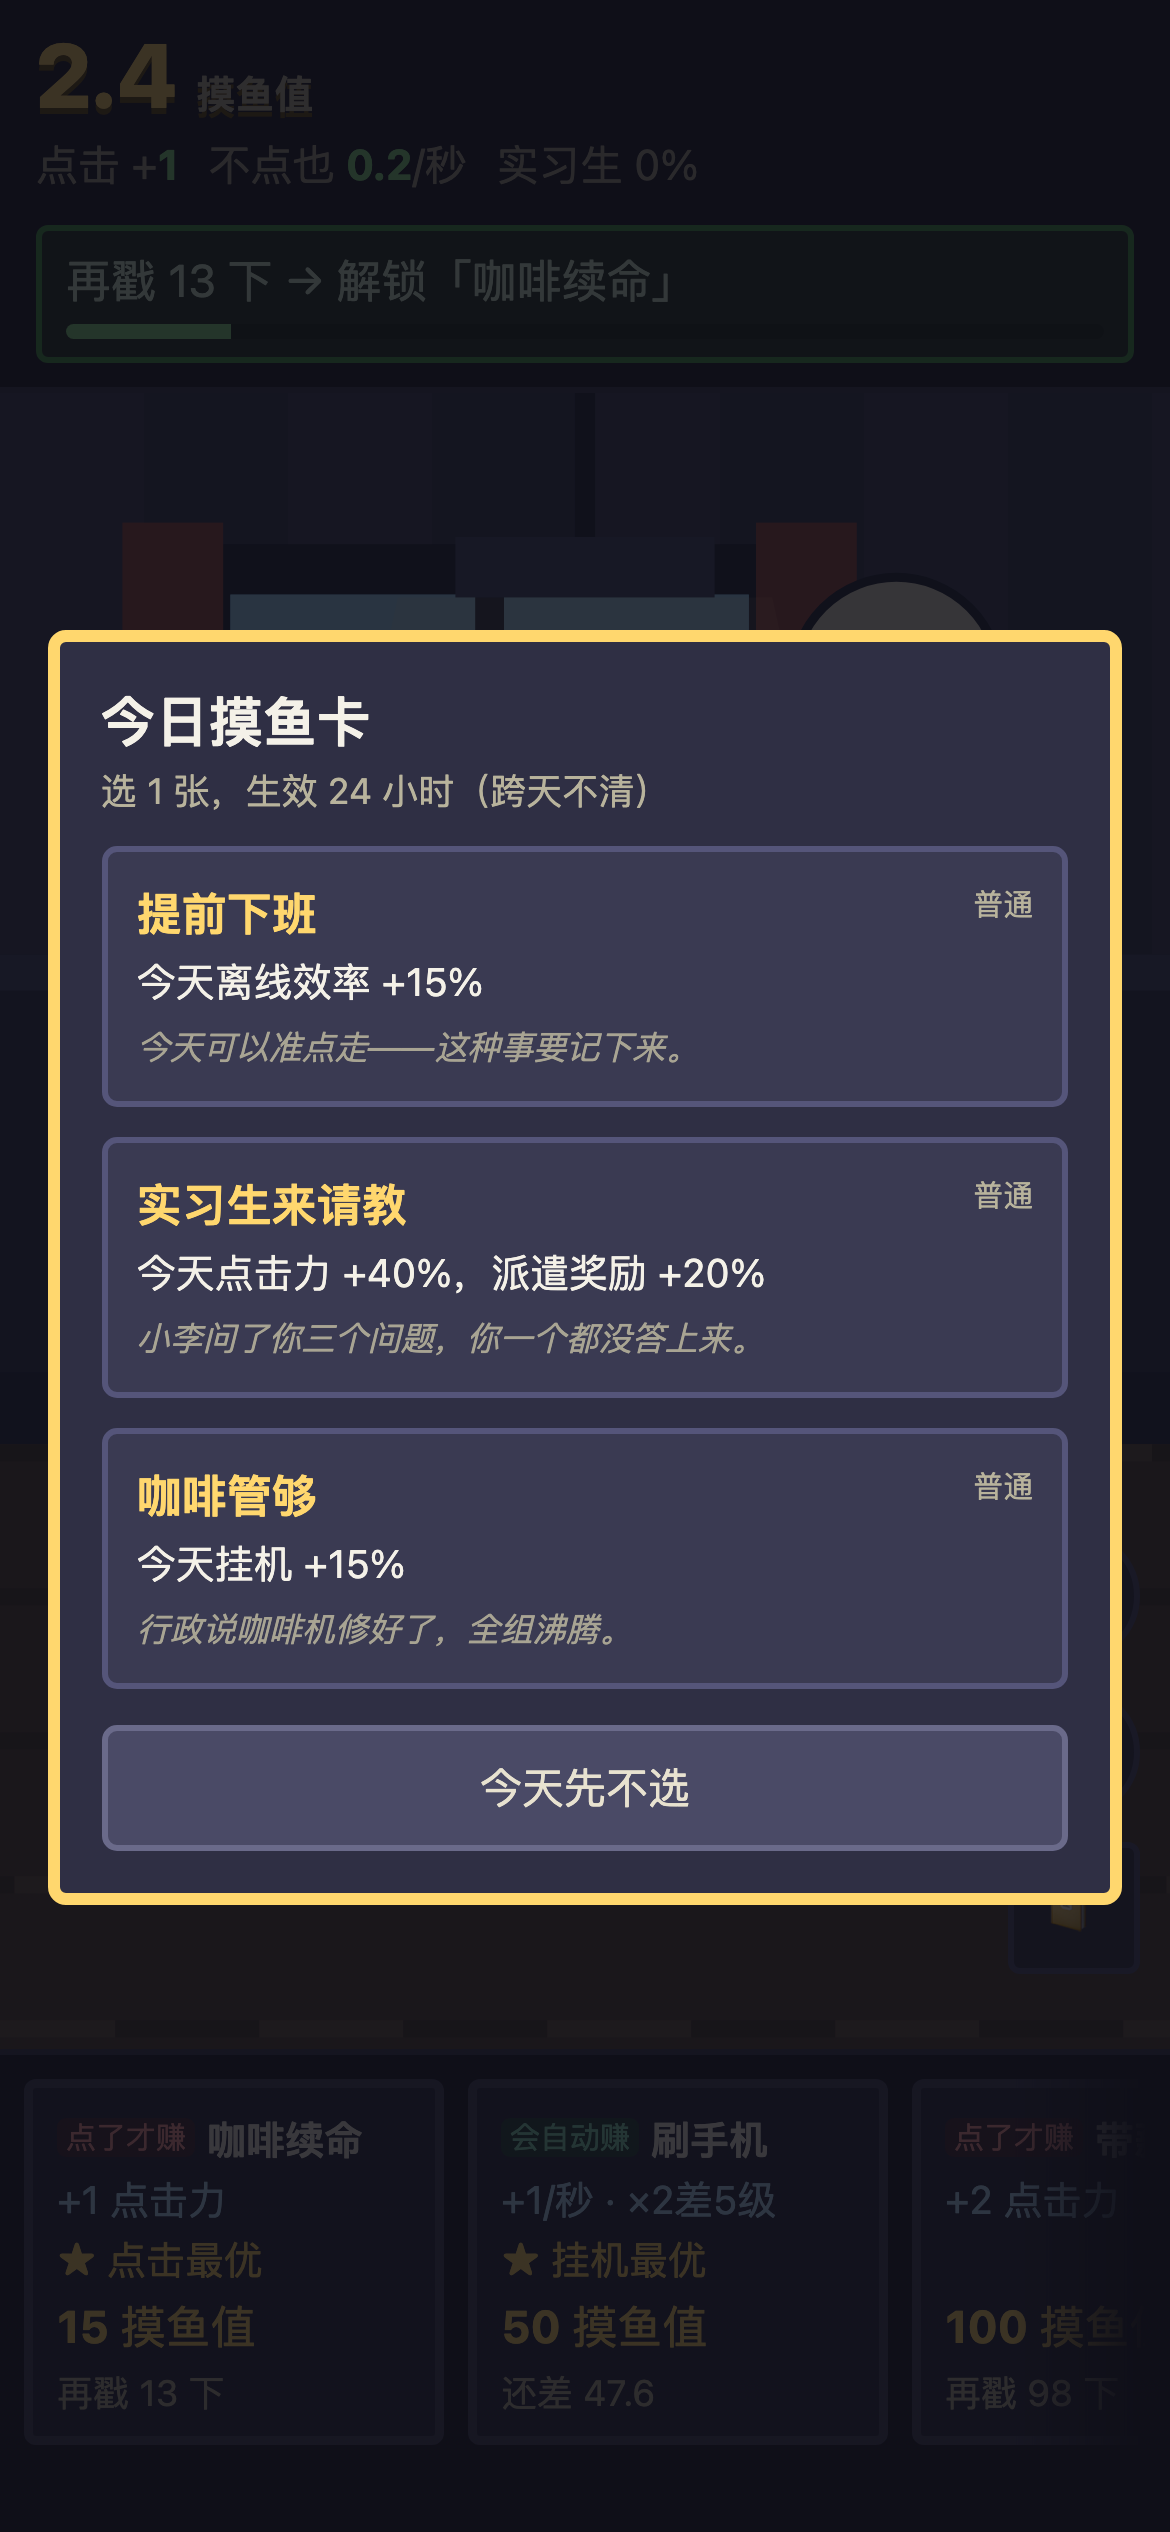 2.4 摸鱼值
点击 +1 不点也 0.2/秒 实习生 0%
再戳 13 下 → 解锁「咖啡续命」
今日摸鱼卡
选 1 张，生效 24 小时（跨天不清）
提前下班 普通
今天离线效率 +15%
今天可以准点走——这种事要记下来。
实习生来请教 普通
今天点击力 +40%，派遣奖励 +20%
小李问了你三个问题，你一个都没答上来。
咖啡管够 普通
今天挂机 +15%
行政说咖啡机修好了，全组沸腾。
今天先不选
点了才赚 咖啡续命
+1 点击力
★ 点击最优
15 摸鱼值
再戳 13 下
会自动赚 刷手机
+1/秒 · ×2差5级
★ 挂机最优
50 摸鱼值
还差 47.6
点了才赚 带
+2 点击力
100 摸鱼
再戳 98 下